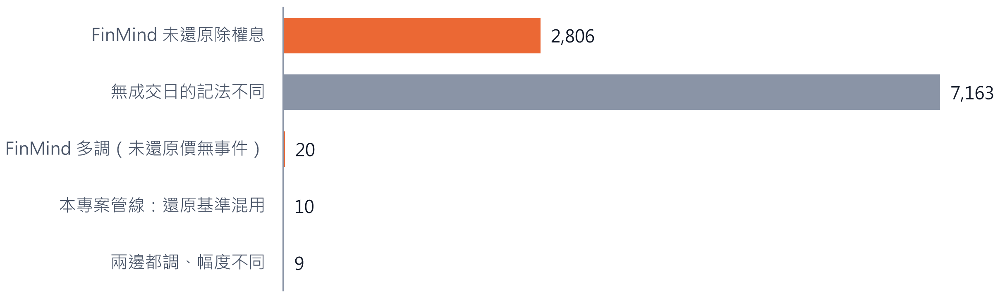 FinMind 未還原除權息
2,806
無成交日的記法不同
7,163
FinMind 多調（未還原價無事件）
20
本專案管線：還原基準混用
10
兩邊都調、幅度不同
9